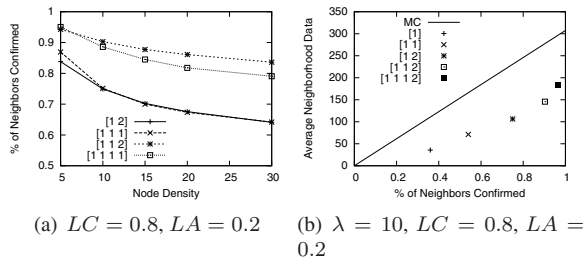 % of Neighbors Confirmed
1
0.9
0.8
0.7
0.6
0.5
[1 2]
[1 1 1]
[1 1 2]
[1 1 1 1]
5 10 15 20 25 30
Node Density
(a) LC = 0.8, LA = 0.2
Average Neighborhood Data
350
300
250
200
150
100
50
0
MC
[1]
[1 1]
[1 2]
[1 1 2]
[1 1 1 2]
0 0.2 0.4 0.6 0.8 1
% of Neighbors Confirmed
(b) λ = 10, LC = 0.8, LA =
0.2